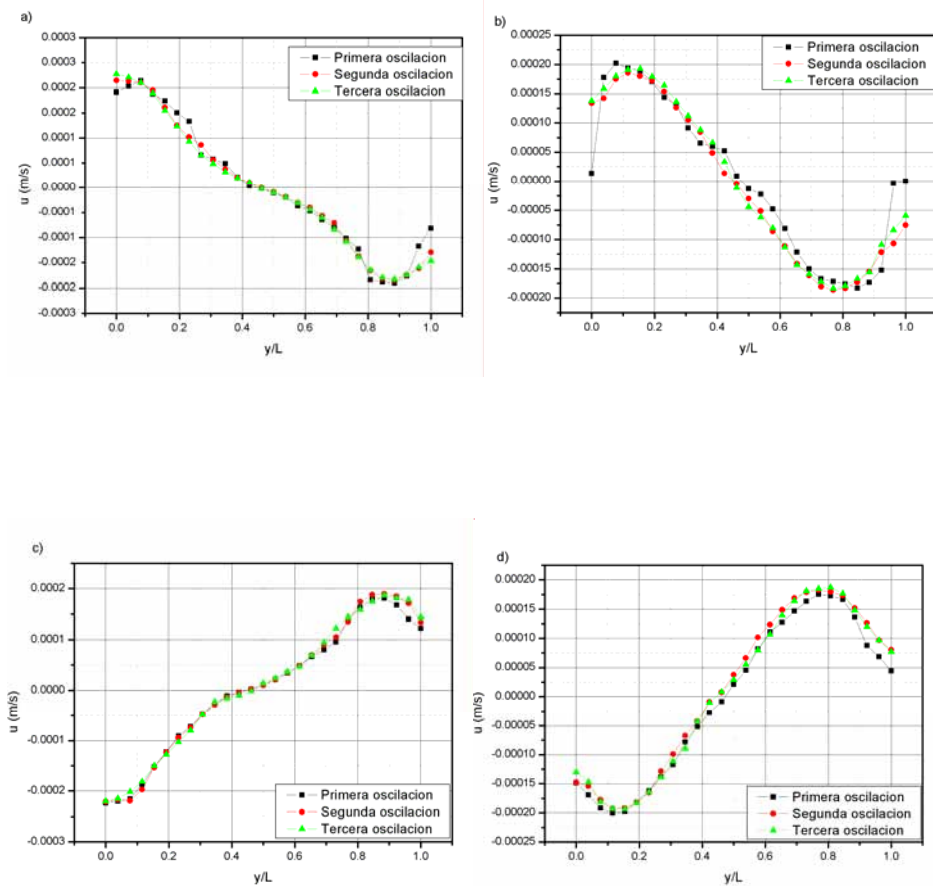 a)
0.0003
0.0003
0.0002
0.0002
0.0001
0.0001
0.0000
-0.0001
-0.0001
-0.0002
-0.0002
-0.0003
u (m/s)
0.0 0.2 0.4 0.6 0.8 1.0
y/L
Primera oscilacion
Segunda oscilacion
Tercera oscilacion
b)
0.00020
0.00015
0.00010
0.00005
0.00000
-0.00005
-0.00010
-0.00015
-0.00020
u (m/s)
0.0 0.2 0.4 0.6 0.8 1.0
y/L
Primera oscilacion
Segunda oscilacion
Tercera oscilacion
c)
0.0002
0.0001
0.0000
-0.0001
-0.0002
-0.0003
u (m/s)
0.0 0.2 0.4 0.6 0.8 1.0
y/L
Primera oscilacion
Segunda oscilacion
Tercera oscilacion
d)
0.00020
0.00015
0.00010
0.00005
0.00000
-0.00005
-0.00010
-0.00015
-0.00020
-0.00025
u (m/s)
0.0 0.2 0.4 0.6 0.8 1.0
y/L
Primera oscilacion
Segunda oscilacion
Tercera oscilacion